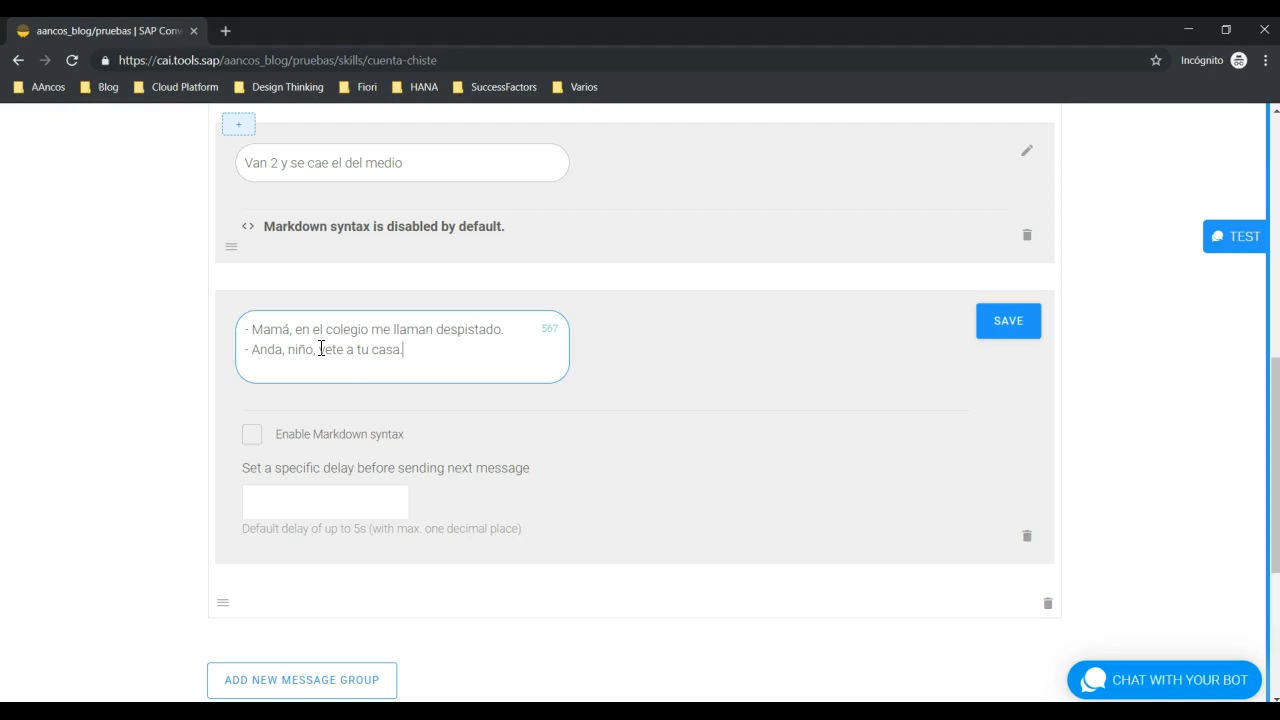 aancos_blog/pruebas | SAP Conv
Incógnito
https://cai.tools.sap/aancos_blog/pruebas/skills/cuenta-chiste
AAncos
Blog
Cloud Platform
Design Thinking
Fiori
HANA
SuccessFactors
Varios
+
Van 2 y se cae el del medio
<> Markdown syntax is disabled by default.
TEST
- Mamá, en el colegio me llaman despistado.
567
SAVE
- Anda, niño, vete a tu casa.
Enable Markdown syntax
Set a specific delay before sending next message
Default delay of up to 5s (with max. one decimal place)
ADD NEW MESSAGE GROUP
CHAT WITH YOUR BOT